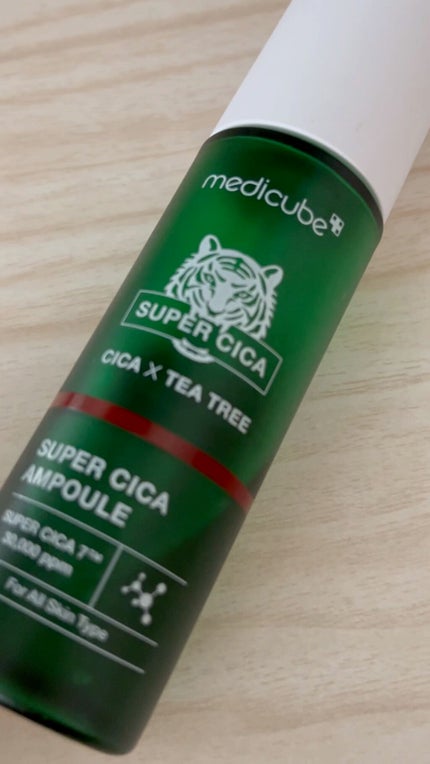 medicube
SUPER CICA
CICA X TEA TREE
SUPER CICA
AMPOULE
SUPER CICA 7™
30,000 ppm
For All Skin Type